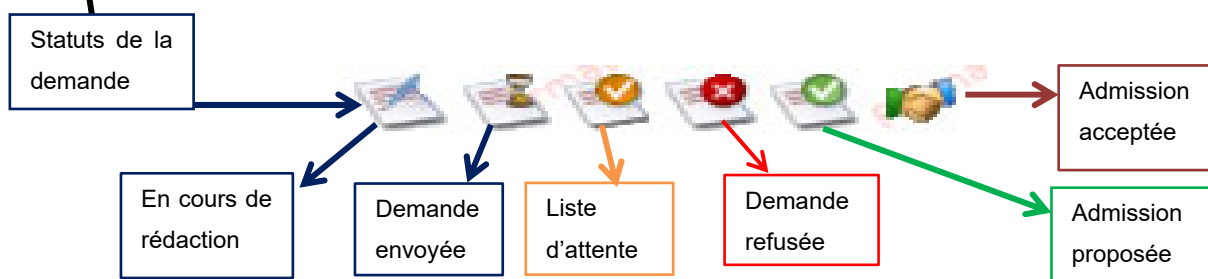 Statuts de la
demande
Admission
acceptée
En cours de
rédaction
Demande
envoyée
Liste
d'attente
Demande
refusée
Admission
proposée